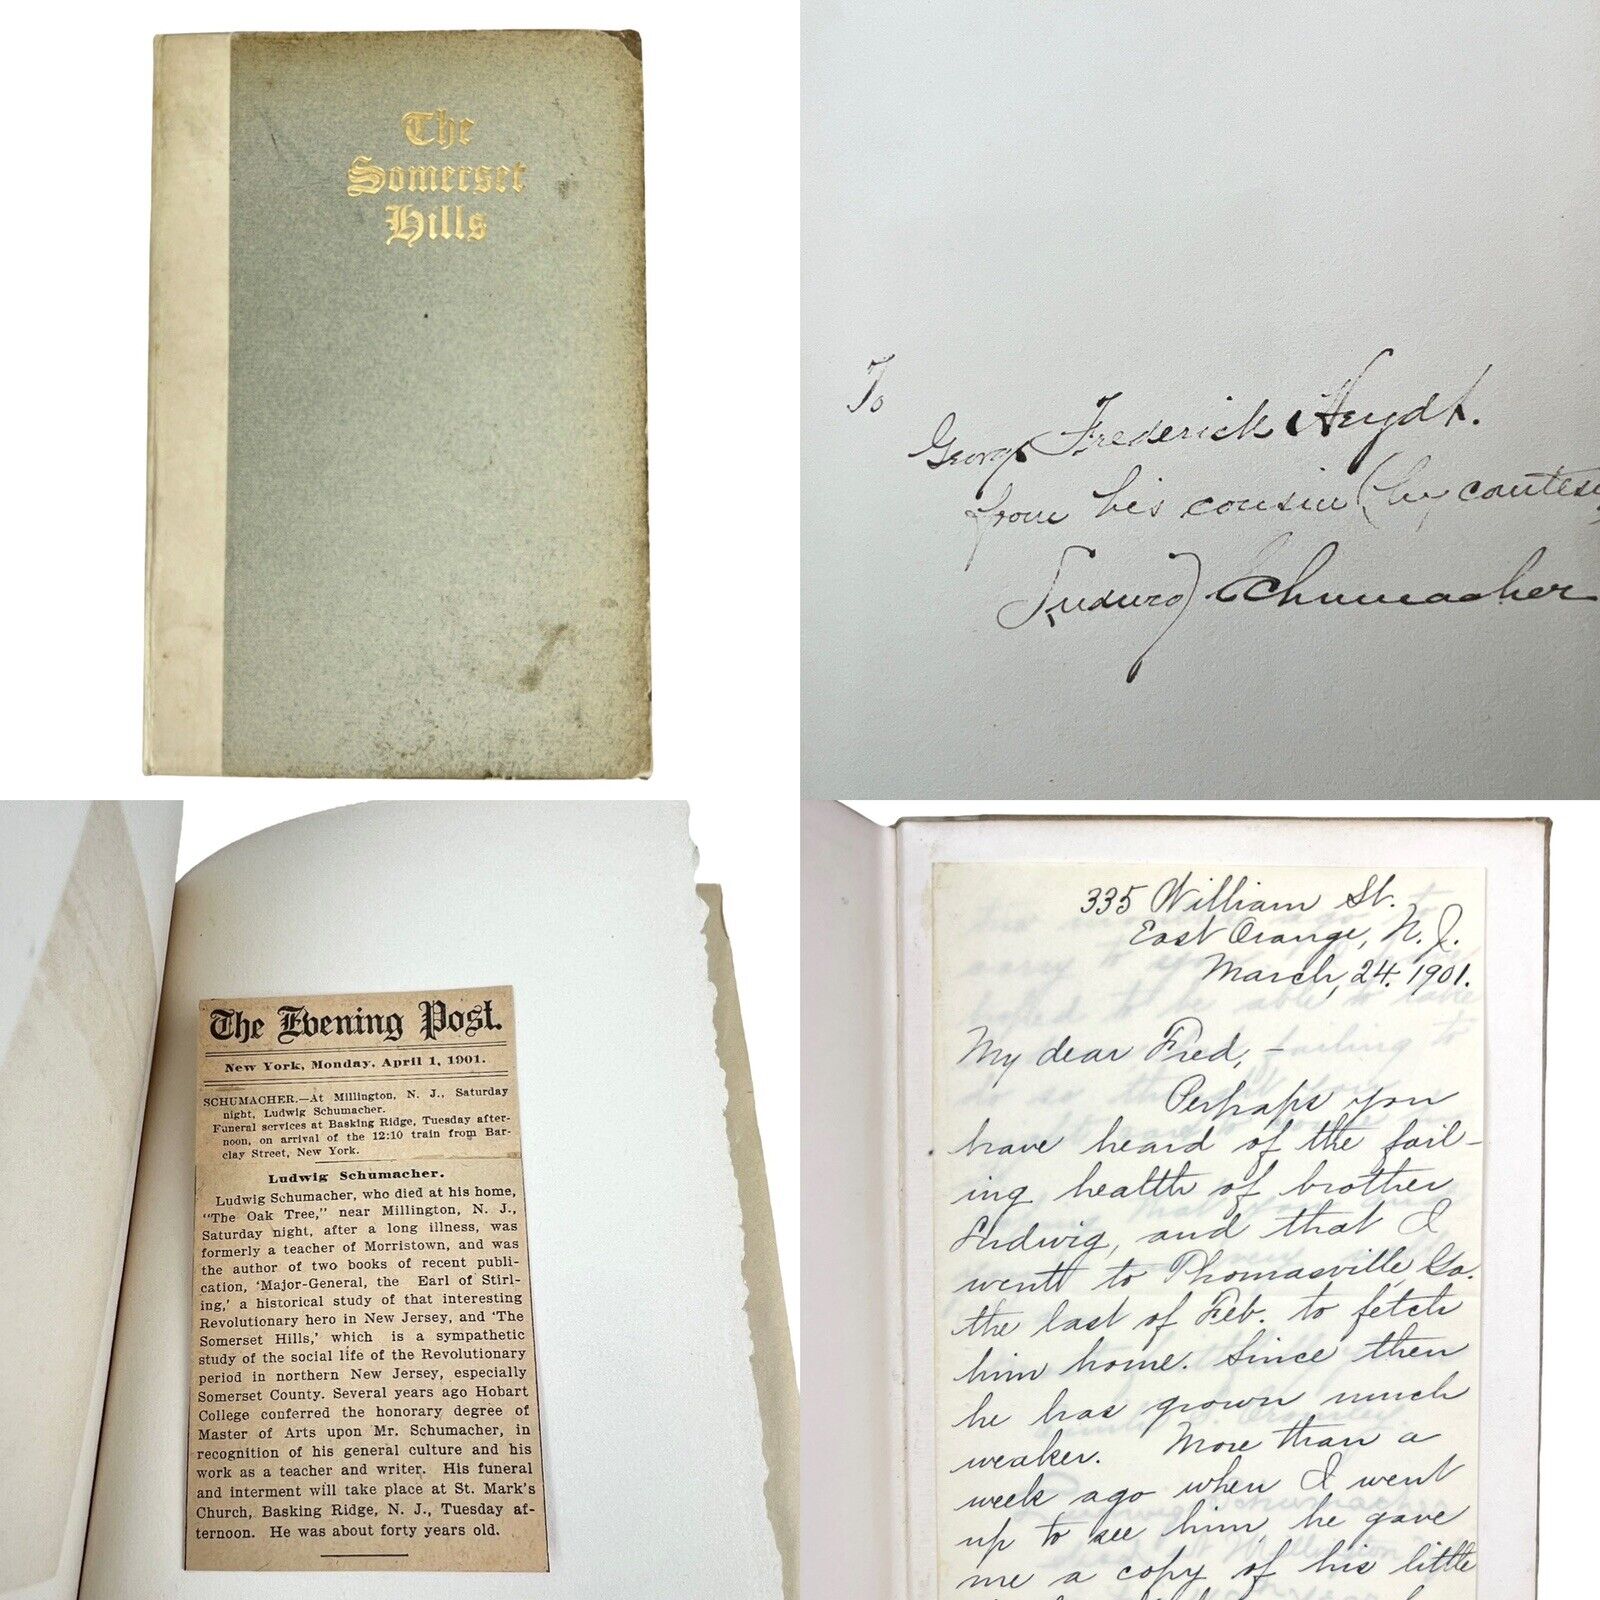 The
Somerset
Hills
To
George Frederick Heydt.
from his cousin (by courtesy
Ludwig Schumacher
The Evening Post.
New York, Monday, April 1, 1901.
SCHUMACHER.—At Millington, N. J., Saturday
night, Ludwig Schumacher.
Funeral services at Basking Ridge, Tuesday after-
noon, on arrival of the 12:10 train from Bar-
clay Street, New York.
Ludwig Schumacher.
Ludwig Schumacher, who died at his home,
"The Oak Tree," near Millington, N. J.,
Saturday night, after a long illness, was
formerly a teacher of Morristown, and was
the author of two books of recent publi-
cation, 'Major-General, the Earl of Stirl-
ing,' a historical study of that interesting
Revolutionary hero in New Jersey, and 'The
Somerset Hills,' which is a sympathetic
study of the social life of the Revolutionary
period in northern New Jersey, especially
Somerset County. Several years ago Hobart
College conferred the honorary degree of
Master of Arts upon Mr. Schumacher, in
recognition of his general culture and his
work as a teacher and writer. His funeral
and interment will take place at St. Mark's
Church, Basking Ridge, N. J., Tuesday af-
ternoon. He was about forty years old.
335 William St.
East Orange, N. J.
March, 24. 1901.
My dear Fred, —
Perhaps you
have heard of the fail-
ing health of brother
Ludwig, and that I
went to Thomasville, Ga.
the last of Feb. to fetch
him home. Since then
he has grown much
weaker. More than a
week ago when I went
up to see him, he gave
me a copy of his little